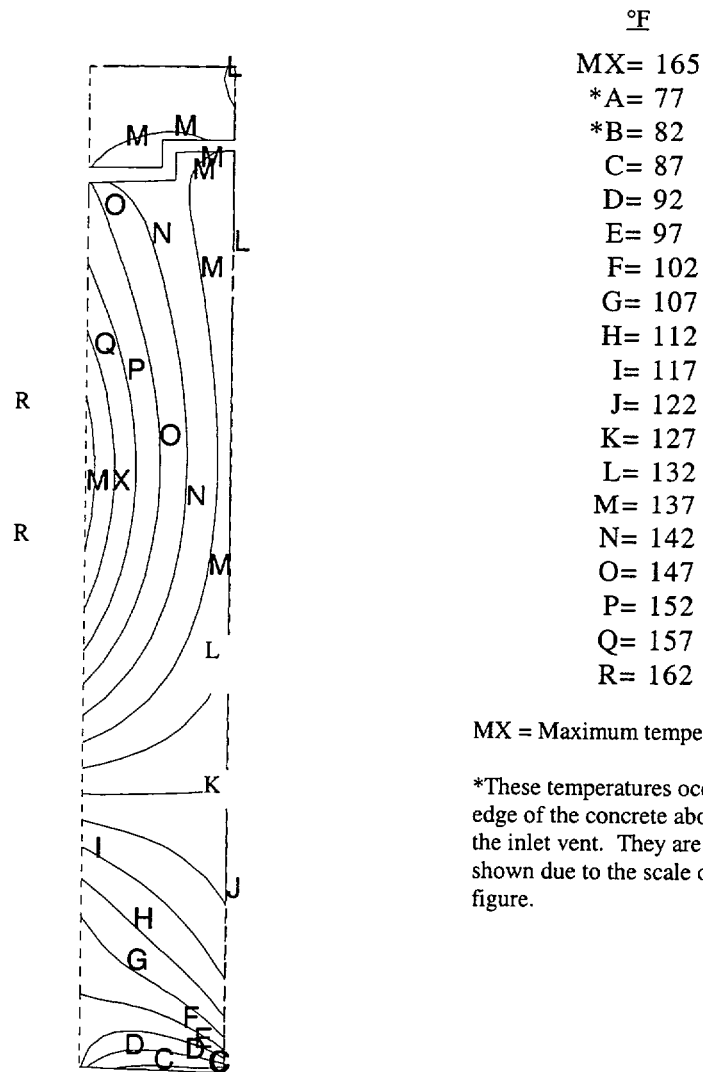 °F
MX= 165
*A= 77
*B= 82
C= 87
D= 92
E= 97
F= 102
G= 107
H= 112
I= 117
J= 122
K= 127
L= 132
M= 137
N= 142
O= 147
P= 152
Q= 157
R= 162
MX = Maximum tempe
*These temperatures occ
edge of the concrete abo
the inlet vent. They are
shown due to the scale o
figure.
L
M
M
M
M
O
N
L
M
Q
P
R
O
MX
N
R
M
L
K
I
J
H
G
F
E
D
D
C
C